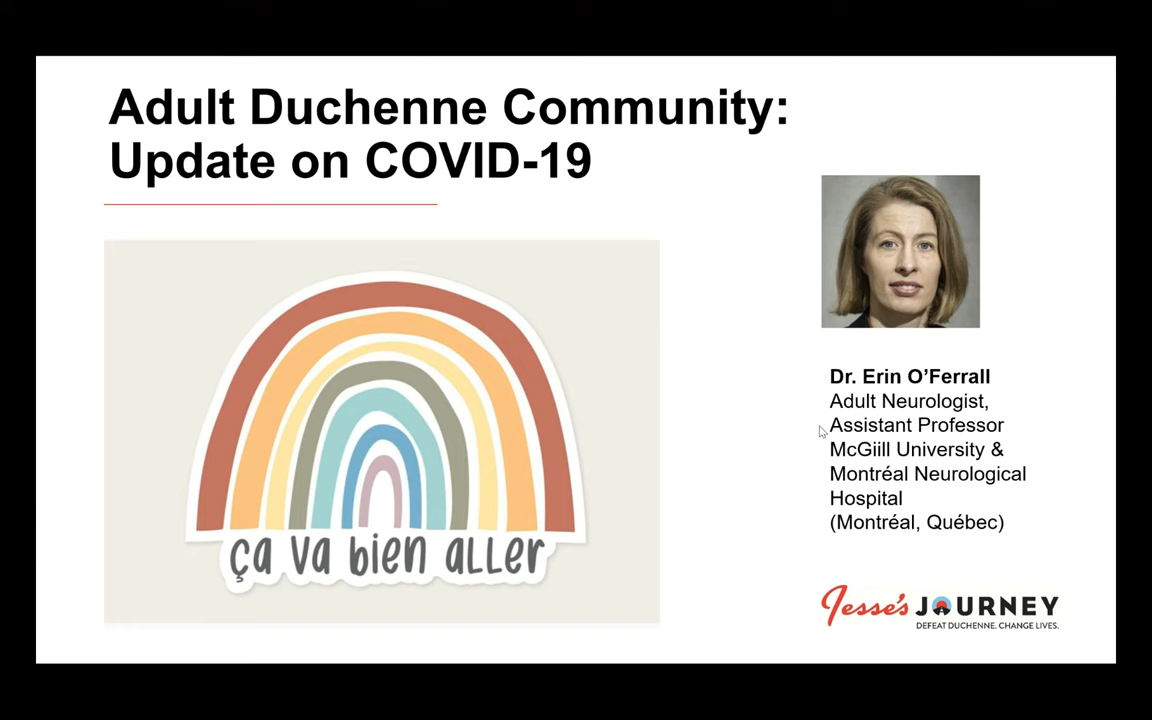 Adult Duchenne Community:
Update on COVID-19
ça va bien aller
Dr. Erin O’Ferrall
Adult Neurologist,
Assistant Professor
McGiill University &
Montréal Neurological
Hospital
(Montréal, Québec)
Jesse's JOURNEY
DEFEAT DUCHENNE. CHANGE LIVES.